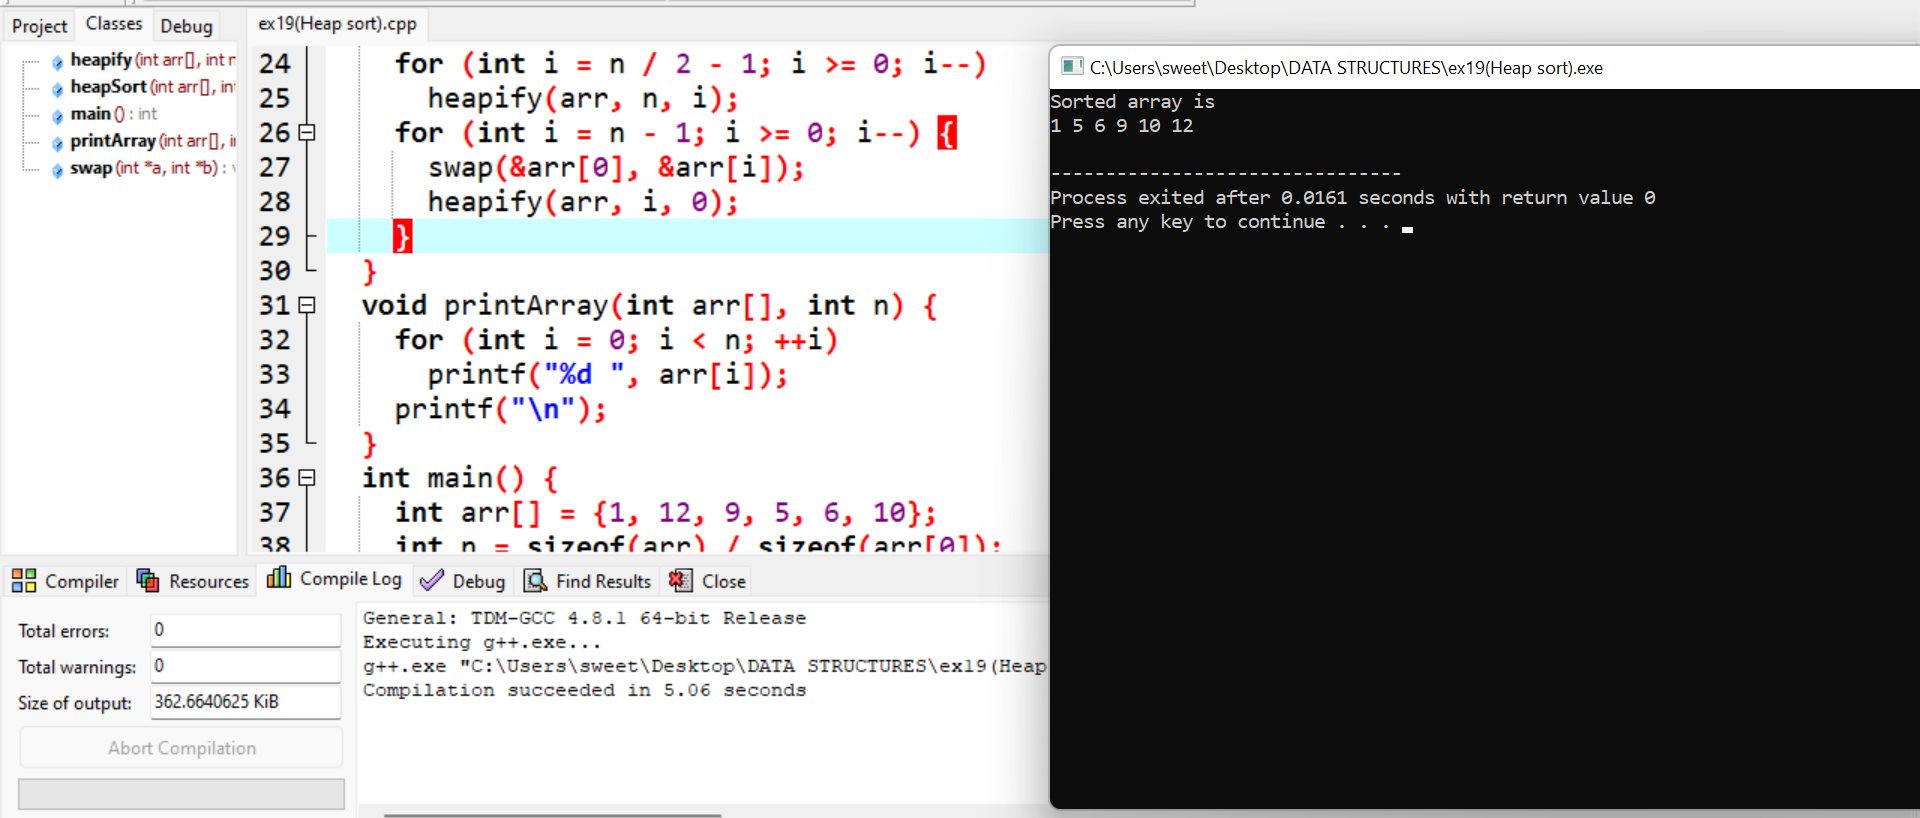 Project Classes Debug
heapify (int arr[], int n
heapSort (int arr[], int
main () : int
printArray (int arr[], i
swap (int *a, int *b) : v
ex19(Heap sort).cpp
24 for (int i = n / 2 - 1; i >= 0; i--)
25 heapify(arr, n, i);
26 for (int i = n - 1; i >= 0; i--) {
27 swap(&arr[0], &arr[i]);
28 heapify(arr, i, 0);
29 }
30 }
31 void printArray(int arr[], int n) {
32 for (int i = 0; i < n; ++i)
33 printf("%d ", arr[i]);
34 printf("\n");
35 }
36 int main() {
37 int arr[] = {1, 12, 9, 5, 6, 10};
38 int n = sizeof(arr) / sizeof(arr[0]);
C:\Users\sweet\Desktop\DATA STRUCTURES\ex19(Heap sort).exe
Sorted array is
1 5 6 9 10 12
--------------------------------
Process exited after 0.0161 seconds with return value 0
Press any key to continue . . .
Compiler Resources Compile Log Debug Find Results Close
Total errors: 0
Total warnings: 0
Size of output: 362.6640625 KiB
Abort Compilation
General: TDM-GCC 4.8.1 64-bit Release
Executing g++.exe...
g++.exe "C:\Users\sweet\Desktop\DATA STRUCTURES\ex19(Heap
Compilation succeeded in 5.06 seconds